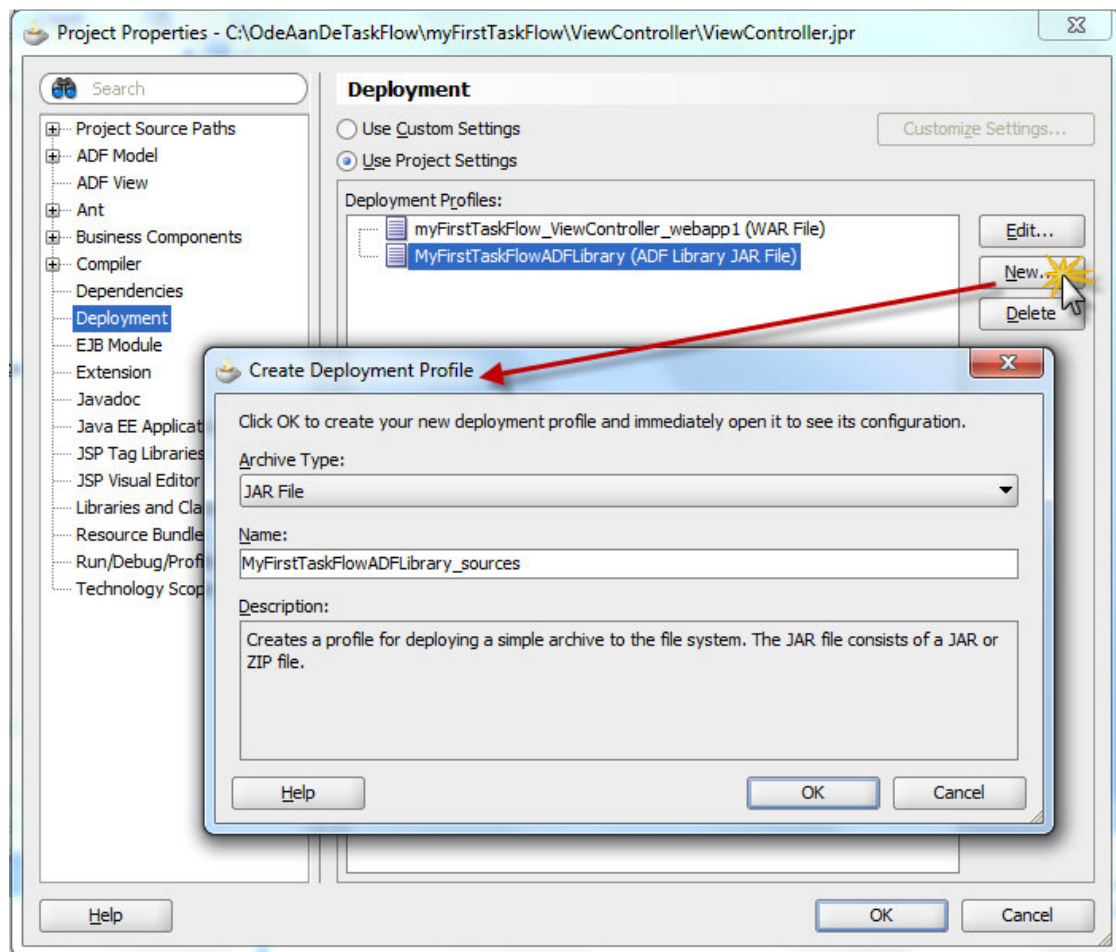 Project Properties - C:\OdeAanDeTaskFlow\myFirstTaskFlow\ViewController\ViewController.jpr
Search
Project Source Paths
ADF Model
ADF View
Ant
Business Components
Compiler
Dependencies
Deployment
EJB Module
Extension
Javadoc
Java EE Applicat
JSP Tag Libraries
JSP Visual Editor
Libraries and Cla
Resource Bundle
Run/Debug/Profi
Technology Scop
Deployment
Use Custom Settings
Customize Settings...
Use Project Settings
Deployment Profiles:
myFirstTaskFlow_ViewController_webapp1 (WAR File)
MyFirstTaskFlowADFLibrary (ADF Library JAR File)
Edit...
New...
Delete
Create Deployment Profile
Click OK to create your new deployment profile and immediately open it to see its configuration.
Archive Type:
JAR File
Name:
MyFirstTaskFlowADFLibrary_sources
Description:
Creates a profile for deploying a simple archive to the file system. The JAR file consists of a JAR or
ZIP file.
Help
OK
Cancel
Help
OK
Cancel